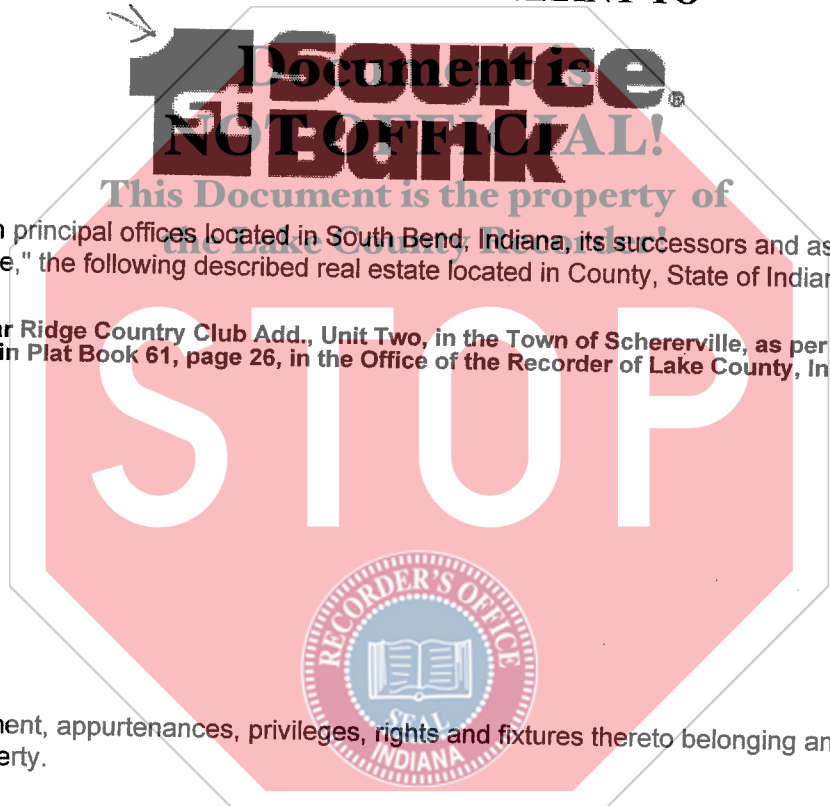 1st Source®
Bank
Document is
NOT OFFICIAL!
This Document is the property of
the Lake County Recorder!
principal offices located in South Bend, Indiana, its successors and as
e," the following described real estate located in County, State of Indian
r Ridge Country Club Add., Unit Two, in the Town of Schererville, as per
in Plat Book 61, page 26, in the Office of the Recorder of Lake County, In
STOP
RECORDER'S OFFICE
SEAL
INDIANA
ent, appurtenances, privileges, rights and fixtures thereto belonging an
erty.